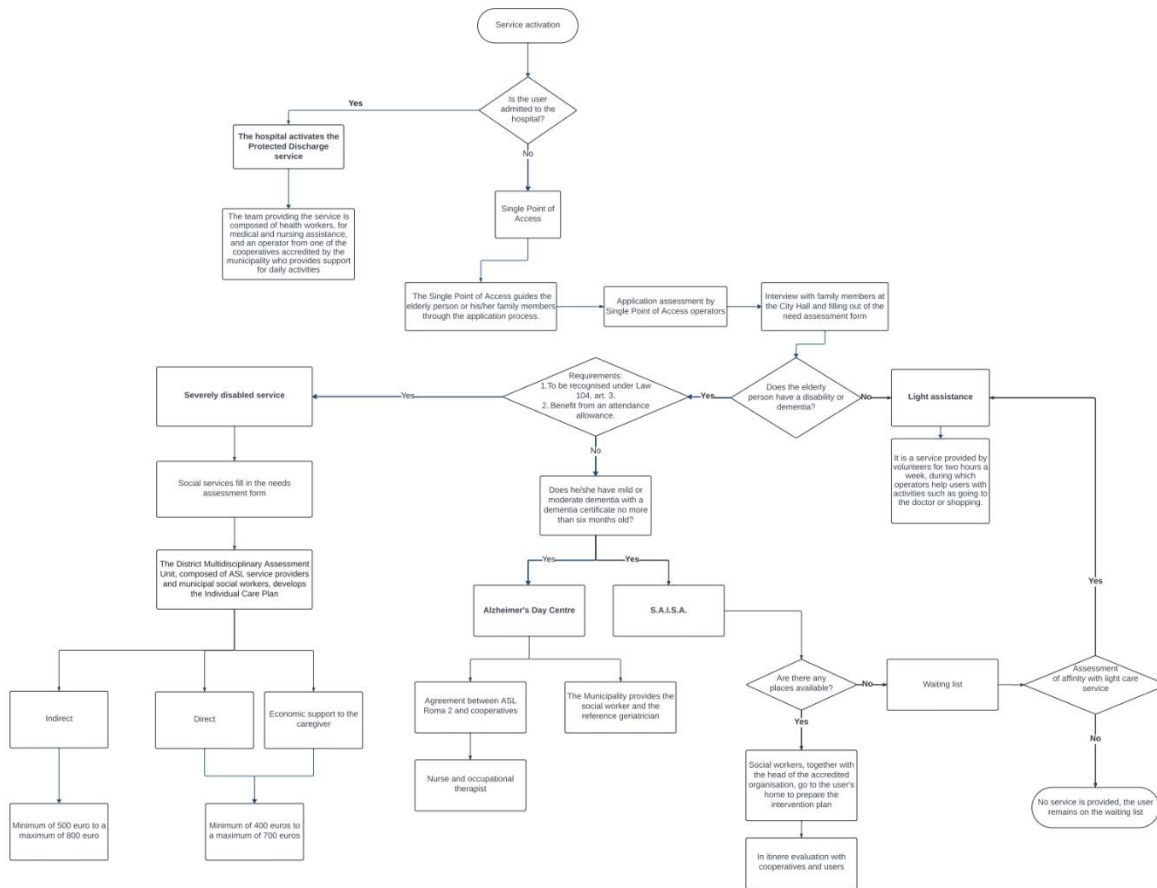 Service activation
Is the user
admitted to the
hospital?
Yes
The hospital activates the
Protected Discharge
service
No
The team providing the service is
composed of health workers, for
medical and nursing assistance,
and an operator from one of the
cooperatives accredited by the
municipality who provides support
for daily activities
Single Point of
Access
The Single Point of Access guides the
elderly person or his/her family members
through the application process.
Application assessment by
Single Point of Access operators
Interview with family members at
the City Hall and filling out of the
need assessment form
Does the elderly
person have a disability or
dementia?
No
Light assistance
It is a service provided by
volunteers for two hours a
week, during which
operators help users with
activities such as going to
the doctor or shopping.
Yes
Requirements:
1.To be recognised under Law
104, art. 3.
2. Benefit from an attendance
allowance.
Yes
Severely disabled service
Social services fill in the needs
assessment form
The District Multidisciplinary Assessment
Unit, composed of ASL service providers
and municipal social workers, develops
the Individual Care Plan
Indirect
Direct
Economic support to the
caregiver
Minimum of 500 euro to a
maximum of 800 euro
Minimum of 400 euros to
a maximum of 700 euros
No
Does he/she have mild or
moderate dementia with a
dementia certificate no more
than six months old?
Yes
Yes
Alzheimer's Day Centre
S.A.I.S.A.
Agreement between ASL
Roma 2 and cooperatives
The Municipality provides the
social worker and the
reference geriatrician
Nurse and occupational
therapist
Are there any
places available?
No
Waiting list
Assessment
of affinity with light care
service
Yes
No
No service is provided, the user
remains on the waiting list
Yes
Social workers, together with
the head of the accredited
organisation, go to the user's
home to prepare the
intervention plan
In itinere evaluation with
cooperatives and users